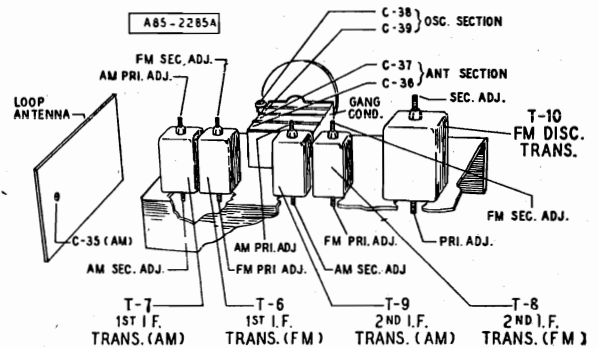 A85-2285A
C-38
C-39
OSC. SECTION
FM SEC, ADJ.
AM PRI. ADJ.
C-37
C-36
ANT SECTION
LOOP
ANTENNA
GANG
COND.
SEC. ADJ.
T-10
FM DISC.
TRANS.
FM SEC. ADJ.
C-35 (AM)
AM PRI. ADJ
FM PRI. ADJ.
PRI. ADJ.
AM SEC. ADJ.
FM PRI ADJ.
AM SEC. ADJ
T-7
1ST I.F.
TRANS. (AM)
T-6
1ST I.F.
TRANS. (FM)
T-9
2ND I.F.
TRANS. (AM)
T-8
2ND I.F.
TRANS. (FM)